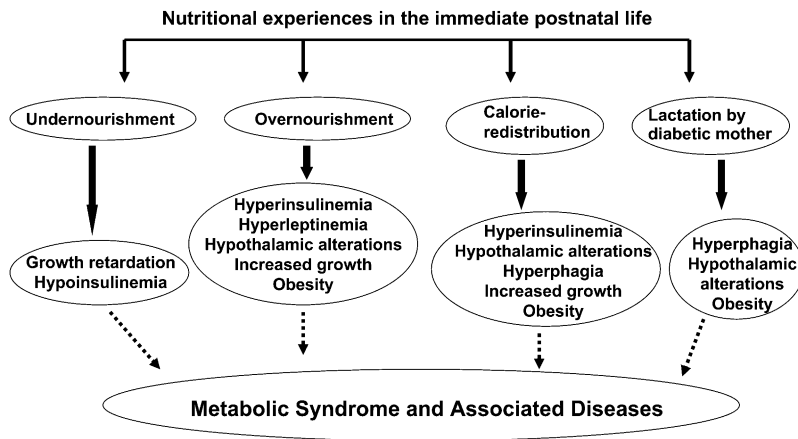 Nutritional experiences in the immediate postnatal life
Undernourishment
Overnourishment
Calorie-
redistribution
Lactation by
diabetic mother
Growth retardation
Hypoinsulinemia
Hyperinsulinemia
Hyperleptinemia
Hypothalamic alterations
Increased growth
Obesity
Hyperinsulinemia
Hypothalamic alterations
Hyperphagia
Increased growth
Obesity
Hyperphagia
Hypothalamic
alterations
Obesity
Metabolic Syndrome and Associated Diseases